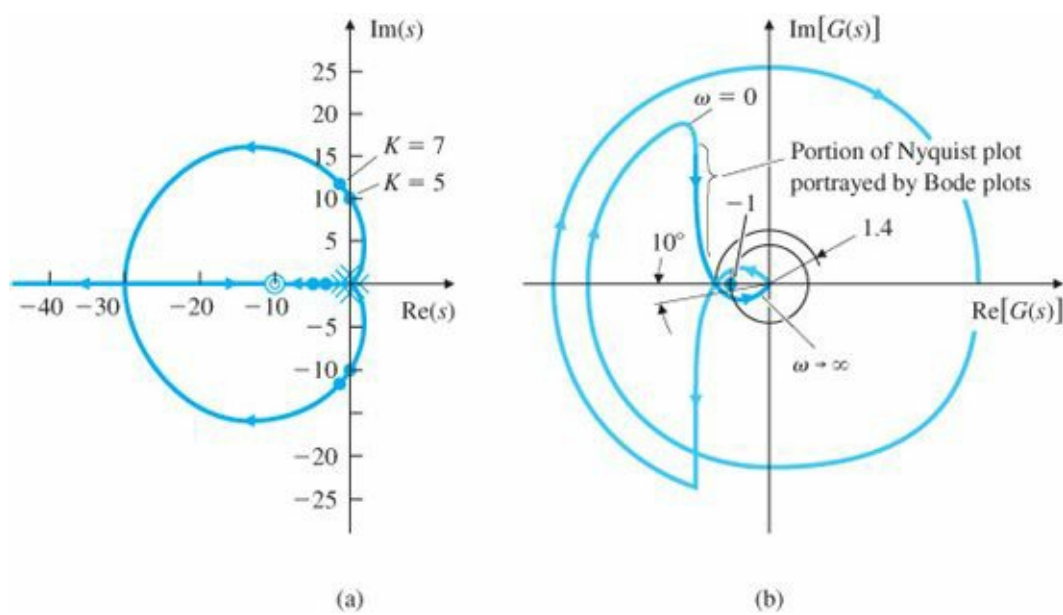 Im(s)
25
20
15
10
5
K = 7
K = 5
−40 −30 −20 −10
Re(s)
−5
−10
−20
−25
(a)
Im[G(s)]
ω = 0
Portion of Nyquist plot
portrayed by Bode plots
−1
1.4
10°
Re[G(s)]
ω → ∞
(b)